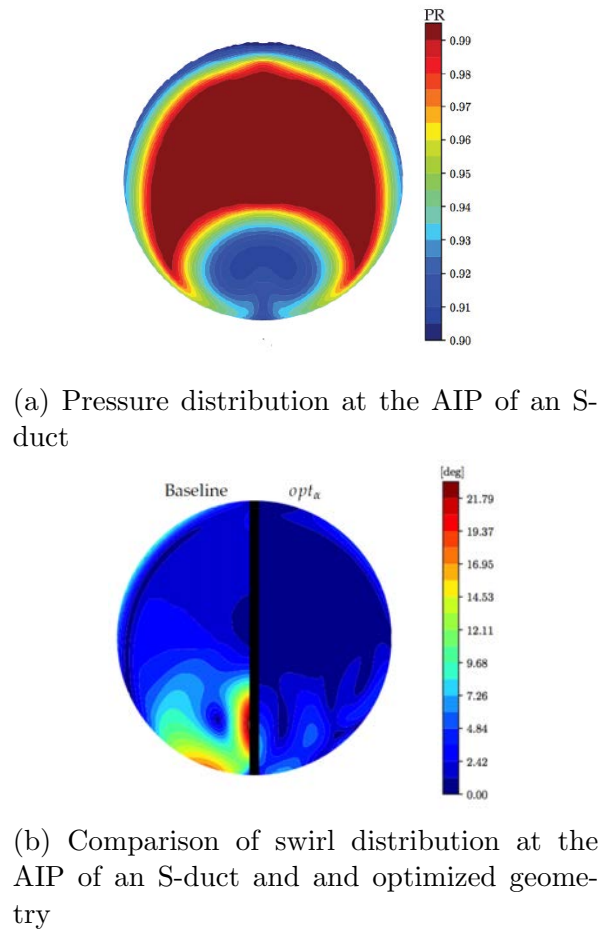 PR
0.99
0.98
0.97
0.96
0.95
0.94
0.93
0.92
0.91
0.90
(a) Pressure distribution at the AIP of an S-
duct
[deg]
Baseline opt_α
21.79
19.37
16.95
14.53
12.11
9.68
7.26
4.84
2.42
0.00
(b) Comparison of swirl distribution at the
AIP of an S-duct and and optimized geome-
try